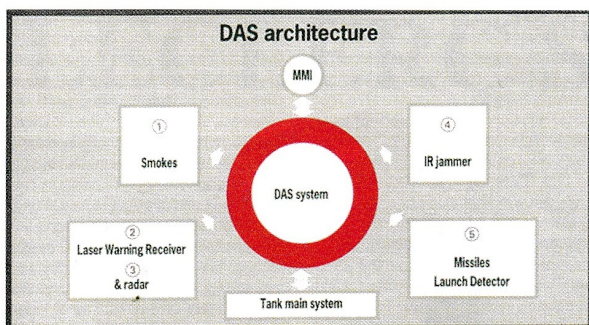 DAS architecture
MMI
①
Smokes
④
IR jammer
DAS system
②
Laser Warning Receiver
③
& radar
⑤
Missiles
Launch Detector
Tank main system